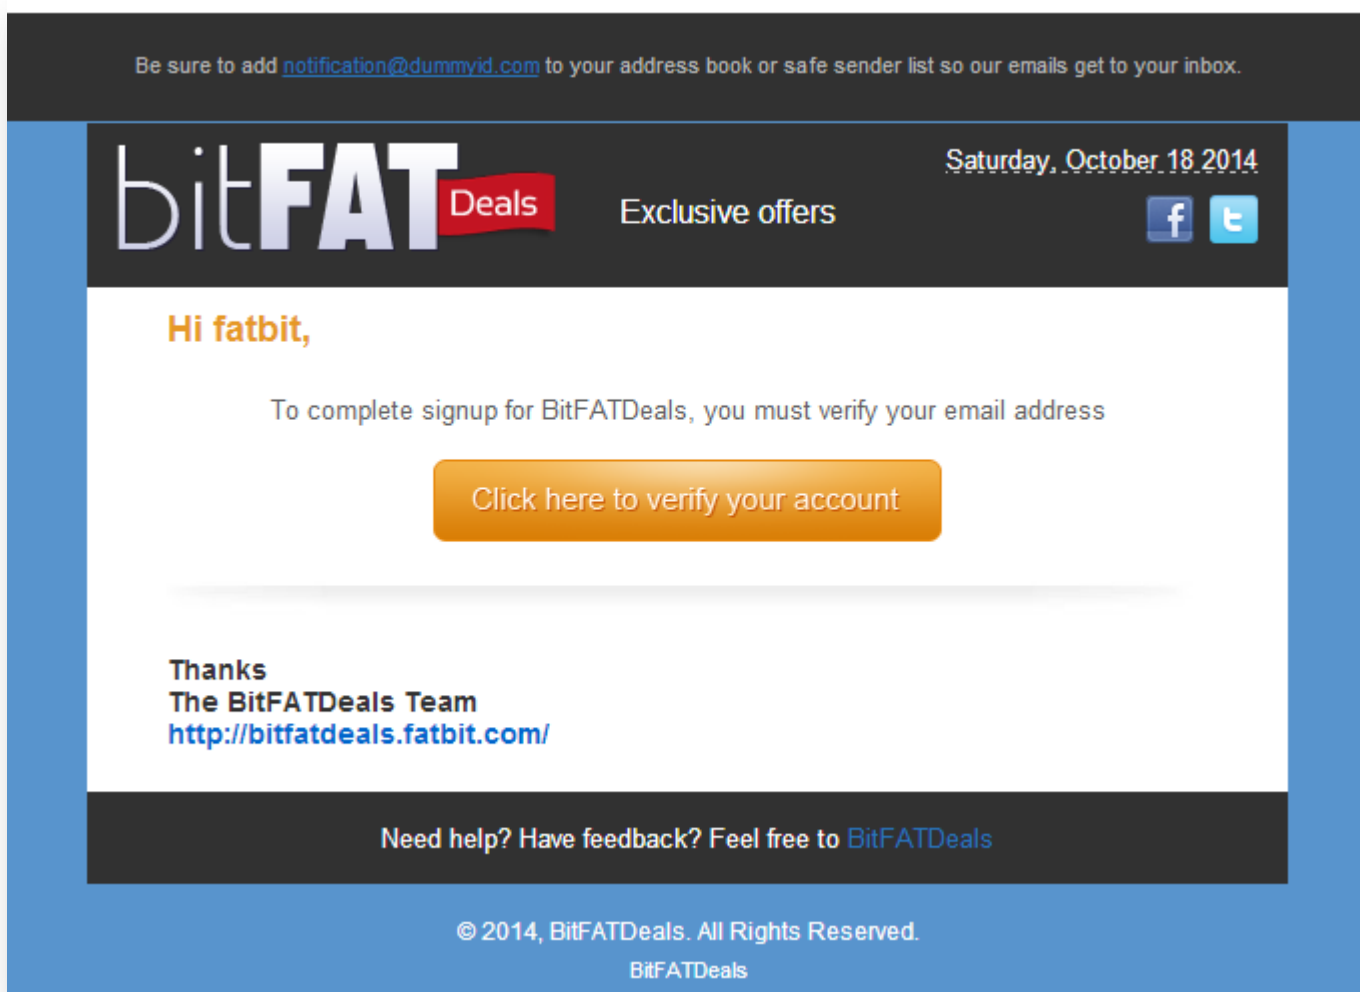 Be sure to add notification@dummyid.com to your address book or safe sender list so our emails get to your inbox.
bitFAT Deals
Exclusive offers
Saturday, October 18 2014
f t
Hi fatbit,
To complete signup for BitFATDeals, you must verify your email address
Click here to verify your account
Thanks
The BitFATDeals Team
http://bitfatdeals.fatbit.com/
Need help? Have feedback? Feel free to BitFATDeals
© 2014, BitFATDeals. All Rights Reserved.
BitFATDeals